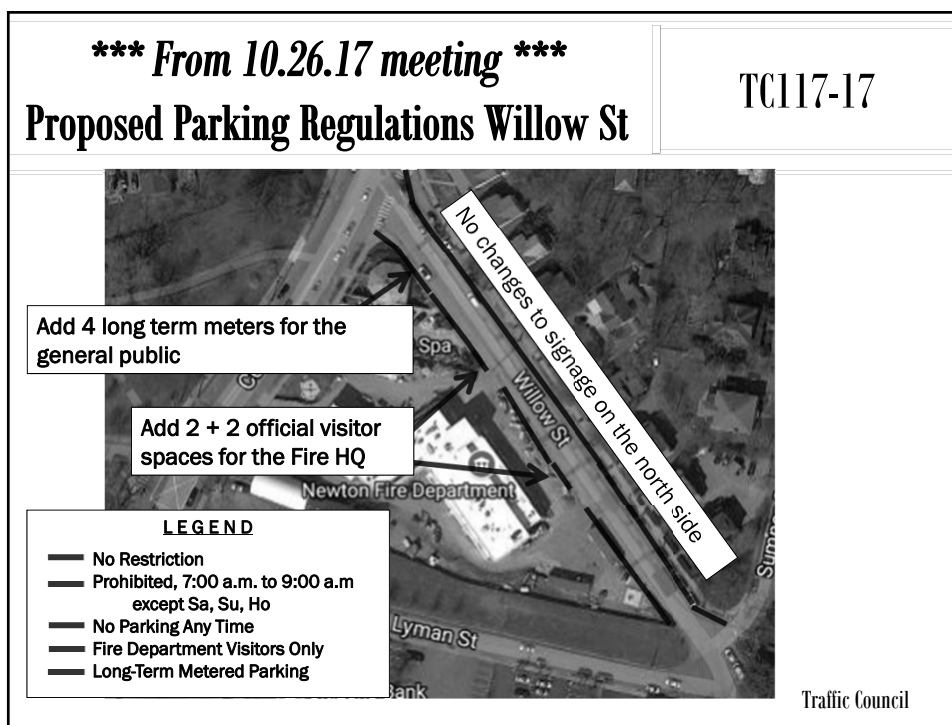 *** From 10.26.17 meeting ***
Proposed Parking Regulations Willow St
TC117-17
No changes to signage on the north side
Add 4 long term meters for the
general public
Spa
Willow St
Add 2 + 2 official visitor
spaces for the Fire HQ
Newton Fire Department
LEGEND
No Restriction
Prohibited, 7:00 a.m. to 9:00 a.m
except Sa, Su, Ho
No Parking Any Time
Fire Department Visitors Only
Long-Term Metered Parking
Lyman St
Bank
Traffic Council